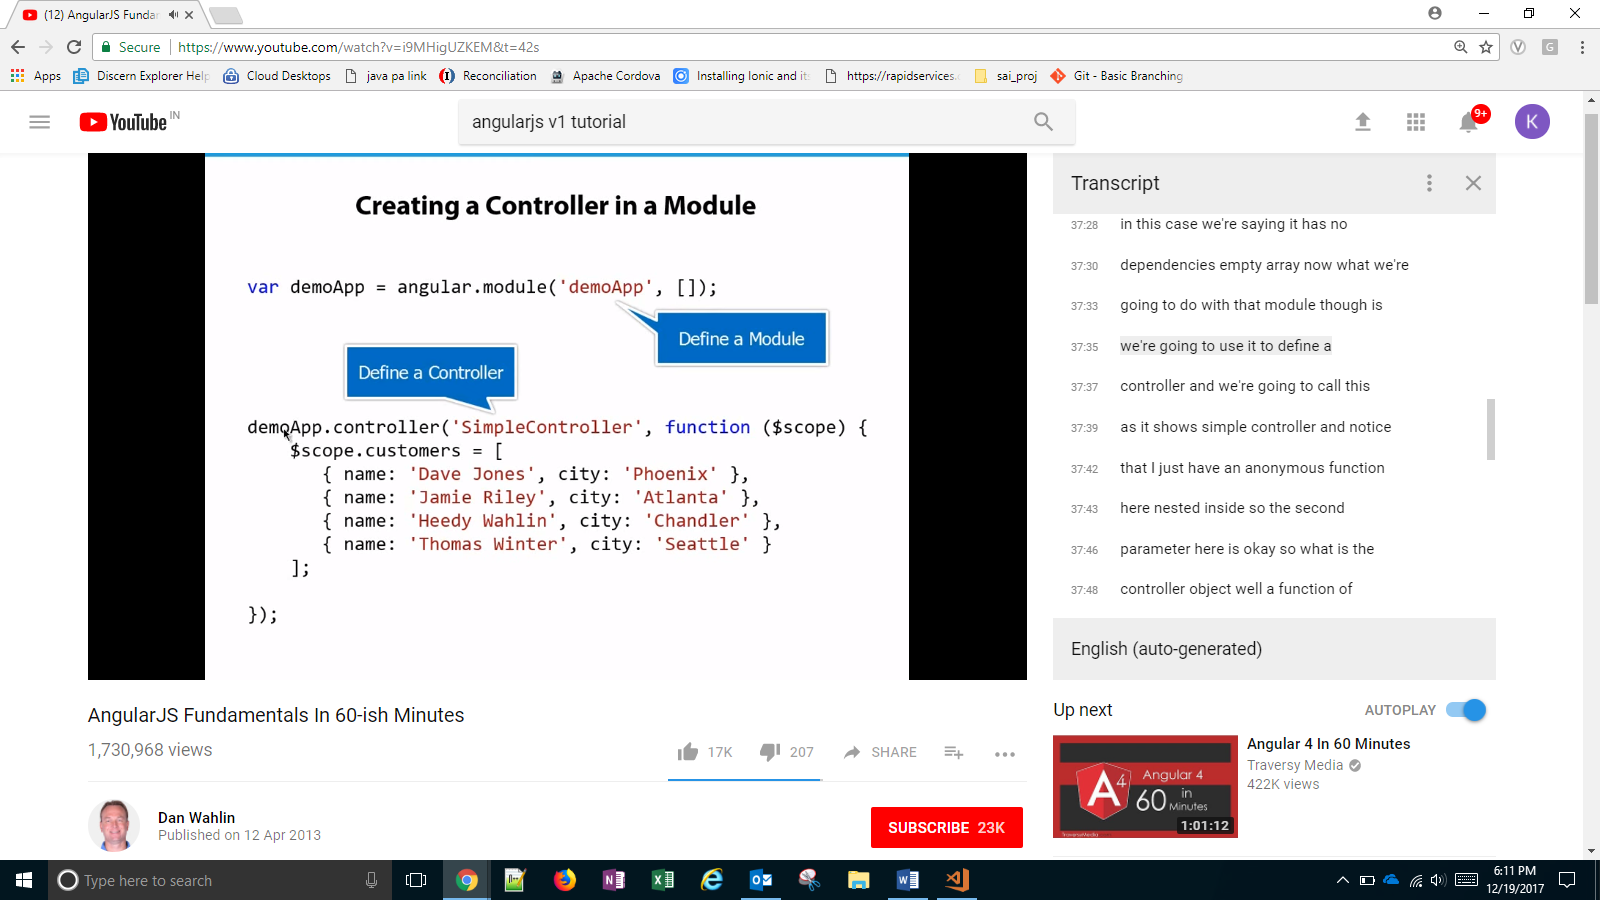 (12) AngularJS Fundar
Secure
https://www.youtube.com/watch?v=i9MHigUZKEM&t=42s
Apps
Discern Explorer Help
Cloud Desktops
java pa link
Reconciliation
Apache Cordova
Installing Ionic and it
https://rapidservices.
sai_proj
Git - Basic Branching
YouTube IN
angularjs v1 tutorial
9+
K
Creating a Controller in a Module
var demoApp = angular.module('demoApp', []);
Define a Module
Define a Controller
demoApp.controller('SimpleController', function ($scope) {
$scope.customers = [
{ name: 'Dave Jones', city: 'Phoenix' },
{ name: 'Jamie Riley', city: 'Atlanta' },
{ name: 'Heedy Wahlin', city: 'Chandler' },
{ name: 'Thomas Winter', city: 'Seattle' }
];
});
Transcript
37:28 in this case we're saying it has no
37:30 dependencies empty array now what we're
37:33 going to do with that module though is
37:35 we're going to use it to define a
37:37 controller and we're going to call this
37:39 as it shows simple controller and notice
37:42 that I just have an anonymous function
37:43 here nested inside so the second
37:46 parameter here is okay so what is the
37:48 controller object well a function of
English (auto-generated)
AngularJS Fundamentals In 60-ish Minutes
1,730,968 views
17K
207
SHARE
Dan Wahlin
Published on 12 Apr 2013
SUBSCRIBE 23K
Up next
AUTOPLAY
A4
Angular 4
60 in Minutes
1:01:12
Angular 4 In 60 Minutes
Traversy Media
422K views
Type here to search
6:11 PM
12/19/2017